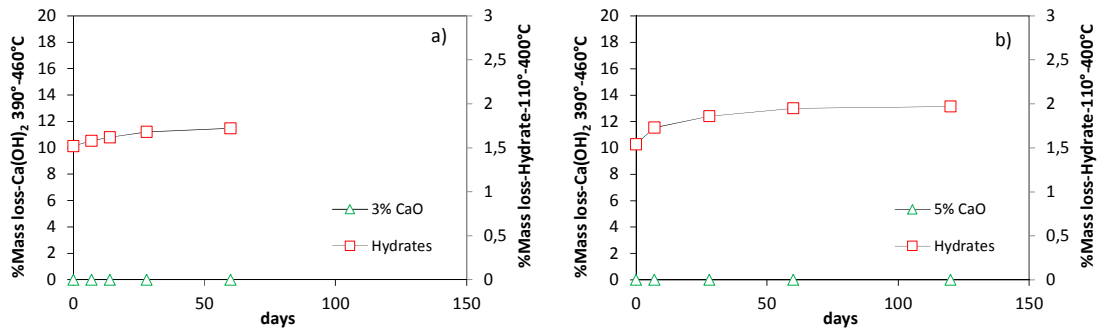 %Mass loss-Ca(OH)₂ 390°-460°C
20
18
16
14
12
10
8
6
4
2
0
a)
3% CaO
Hydrates
3
2,5
2
1,5
1
0,5
0
%Mass loss-Hydrate-110°-400°C
0 50 100 150
days
%Mass loss-Ca(OH)₂ 390°-460°C
20
18
16
14
12
10
8
6
4
2
0
b)
5% CaO
Hydrates
3
2,5
2
1,5
1
0,5
0
%Mass loss-Hydrate-110°-400°C
0 50 100 150
days